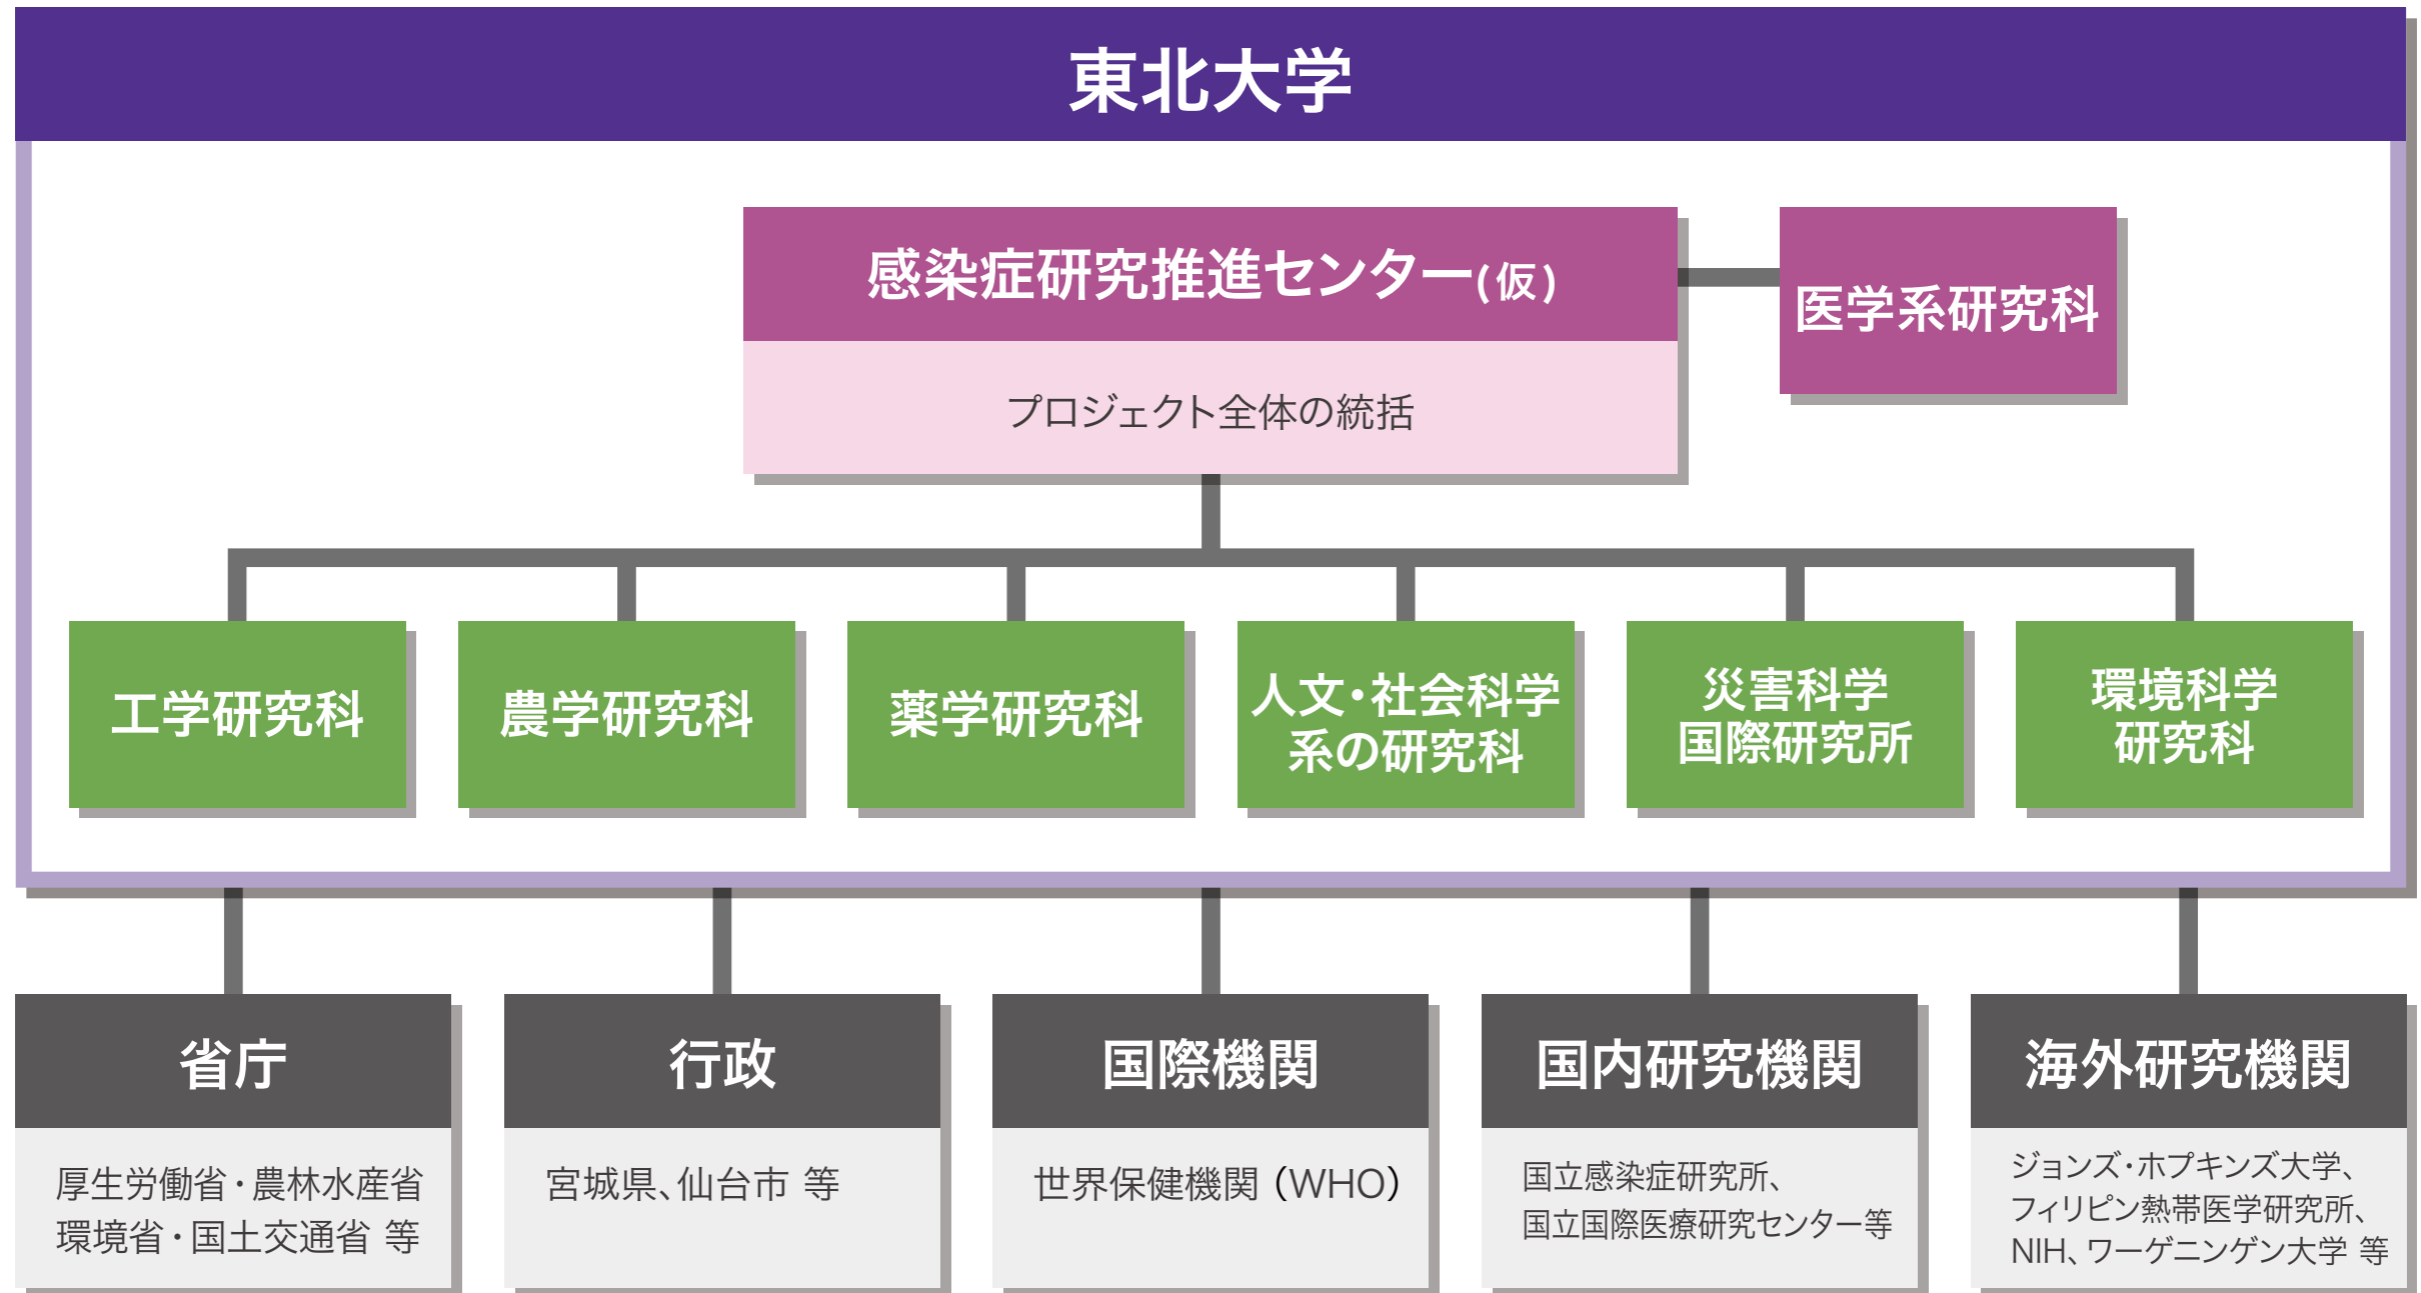 東北大学
感染症研究推進センター(仮)
プロジェクト全体の統括
医学系研究科
工学研究科
農学研究科
薬学研究科
人文・社会科学
系の研究科
災害科学
国際研究所
環境科学
研究科
省庁
厚生労働省・農林水産省
環境省・国土交通省 等
行政
宮城県、仙台市 等
国際機関
世界保健機関（WHO）
国内研究機関
国立感染症研究所、
国立国際医療研究センター等
海外研究機関
ジョンズ・ホプキンズ大学、
フィリピン熱帯医学研究所、
NIH、ワーゲニンゲン大学 等